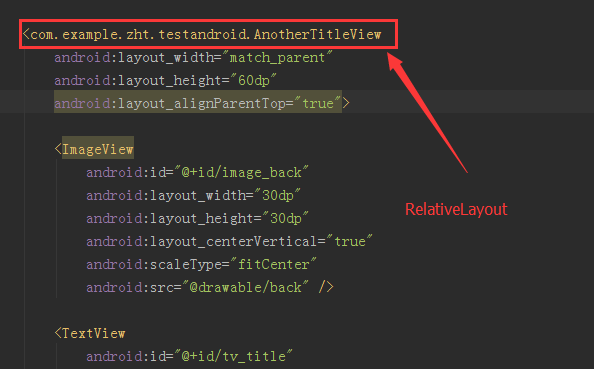 <com.example.zht.testandroid.AnotherTitleView
android:layout_width="match_parent"
android:layout_height="60dp"
android:layout_alignParentTop="true">
<ImageView
android:id="@+id/image_back"
android:layout_width="30dp"
android:layout_height="30dp"
RelativeLayout
android:layout_centerVertical="true"
android:scaleType="fitCenter"
android:src="@drawable/back" />
<TextView
android:id="@+id/tv_title"